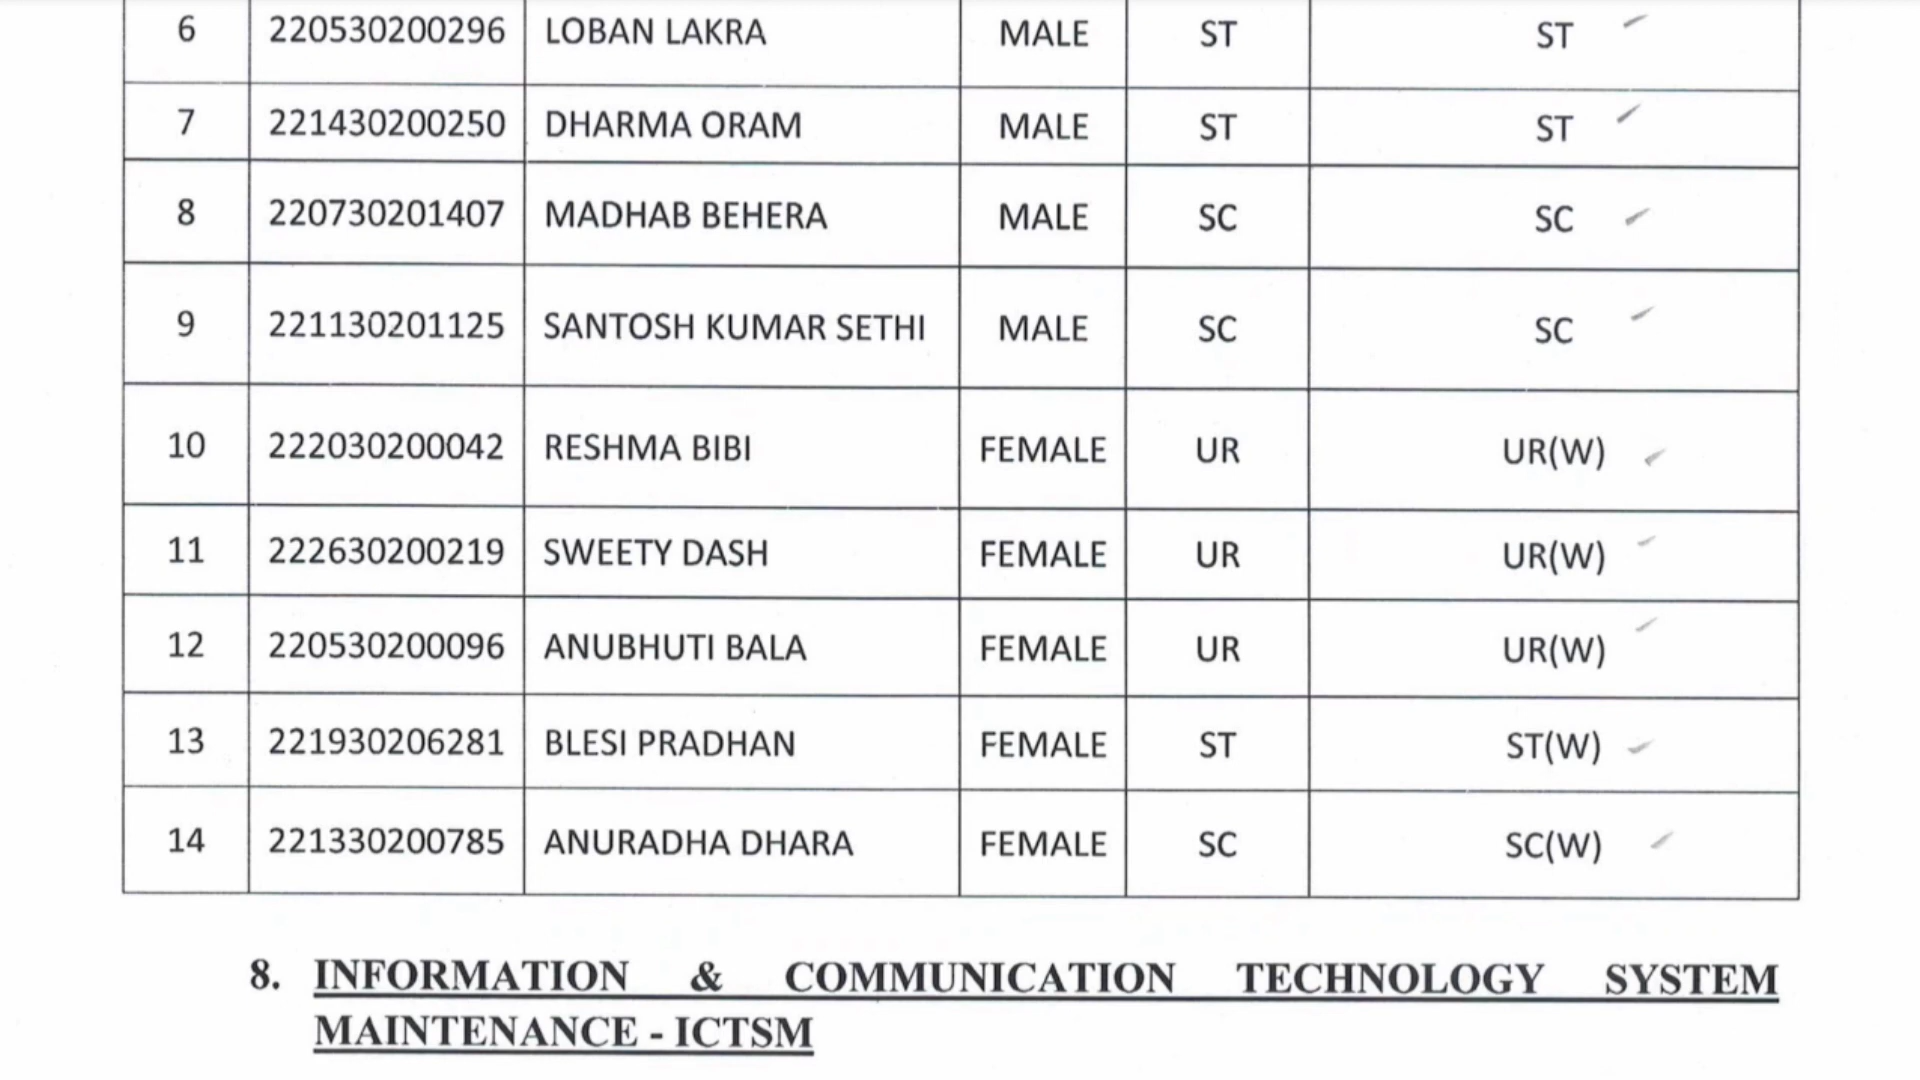 6 220530200296 LOBAN LAKRA MALE ST ST
7 221430200250 DHARMA ORAM MALE ST ST
8 220730201407 MADHAB BEHERA MALE SC SC
9 221130201125 SANTOSH KUMAR SETHI MALE SC SC
10 222030200042 RESHMA BIBI FEMALE UR UR(W)
11 222630200219 SWEETY DASH FEMALE UR UR(W)
12 220530200096 ANUBHUTI BALA FEMALE UR UR(W)
13 221930206281 BLESI PRADHAN FEMALE ST ST(W)
14 221330200785 ANURADHA DHARA FEMALE SC SC(W)
8. INFORMATION & COMMUNICATION TECHNOLOGY SYSTEM
MAINTENANCE - ICTSM